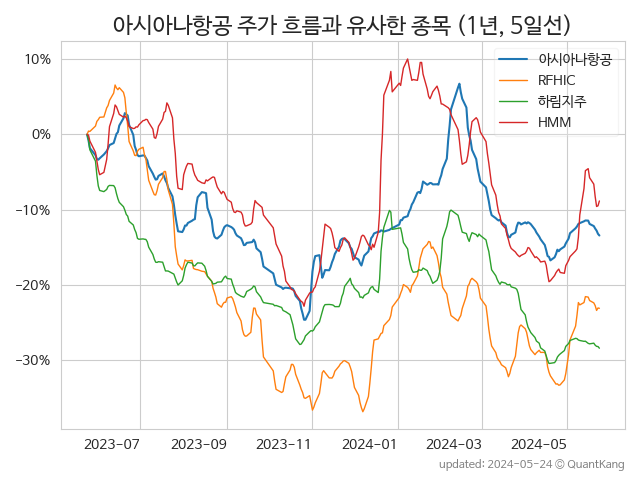 아시아나항공 주가 흐름과 유사한 종목 (1년, 5일선)
아시아나항공
RFHIC
하림지주
HMM
10%
0%
−10%
−20%
−30%
2023-07
2023-09
2023-11
2024-01
2024-03
2024-05
updated: 2024-05-24 © QuantKang